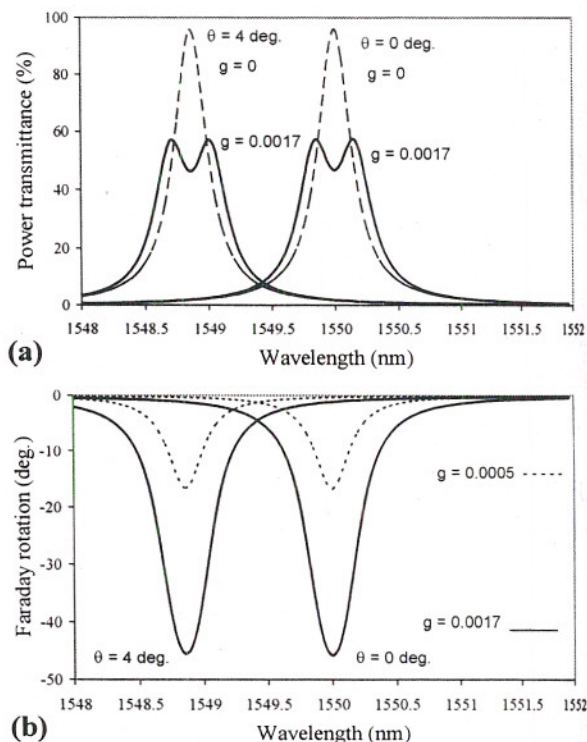 100
80
60
40
20
0
Power transmittance (%)
θ = 4 deg.
g = 0
θ = 0 deg.
g = 0
g = 0.0017
g = 0.0017
1548 1548.5 1549 1549.5 1550 1550.5 1551 1551.5 1552
Wavelength (nm)
(a)
0
-10
-20
-30
-40
-50
Faraday rotation (deg.)
g = 0.0005
g = 0.0017
θ = 4 deg.
θ = 0 deg.
1548 1548.5 1549 1549.5 1550 1550.5 1551 1551.5 1552
Wavelength (nm)
(b)